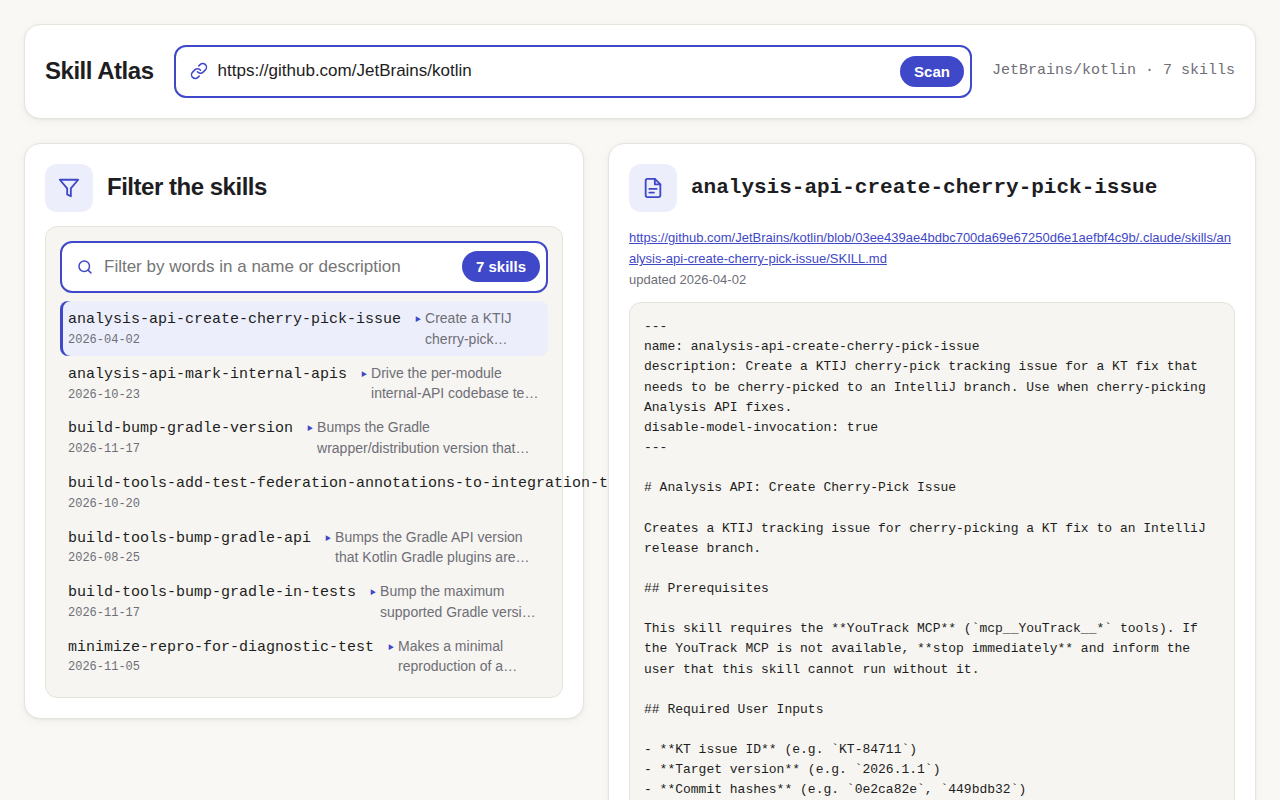 Skill Atlas
https://github.com/JetBrains/kotlin
Scan
JetBrains/kotlin · 7 skills
Filter the skills
Filter by words in a name or description
7 skills
analysis-api-create-cherry-pick-issue
2026-04-02
▸ Create a KTIJ
cherry-pick…
analysis-api-mark-internal-apis
2026-10-23
▸ Drive the per-module
internal-API codebase te…
build-bump-gradle-version
2026-11-17
▸ Bumps the Gradle
wrapper/distribution version that…
build-tools-add-test-federation-annotations-to-integration-t
2026-10-20
build-tools-bump-gradle-api
2026-08-25
▸ Bumps the Gradle API version
that Kotlin Gradle plugins are…
build-tools-bump-gradle-in-tests
2026-11-17
▸ Bump the maximum
supported Gradle versi…
minimize-repro-for-diagnostic-test
2026-11-05
▸ Makes a minimal
reproduction of a…
analysis-api-create-cherry-pick-issue
https://github.com/JetBrains/kotlin/blob/03ee439ae4bdbc700da69e67250d6e1aefbf4c9b/.claude/skills/an
alysis-api-create-cherry-pick-issue/SKILL.md
updated 2026-04-02
---
name: analysis-api-create-cherry-pick-issue
description: Create a KTIJ cherry-pick tracking issue for a KT fix that
needs to be cherry-picked to an IntelliJ branch. Use when cherry-picking
Analysis API fixes.
disable-model-invocation: true
---
# Analysis API: Create Cherry-Pick Issue
Creates a KTIJ tracking issue for cherry-picking a KT fix to an IntelliJ
release branch.
## Prerequisites
This skill requires the **YouTrack MCP** (`mcp__YouTrack__*` tools). If
the YouTrack MCP is not available, **stop immediately** and inform the
user that this skill cannot run without it.
## Required User Inputs
- **KT issue ID** (e.g. `KT-84711`)
- **Target version** (e.g. `2026.1.1`)
- **Commit hashes** (e.g. `0e2ca82e`, `449bdb32`)